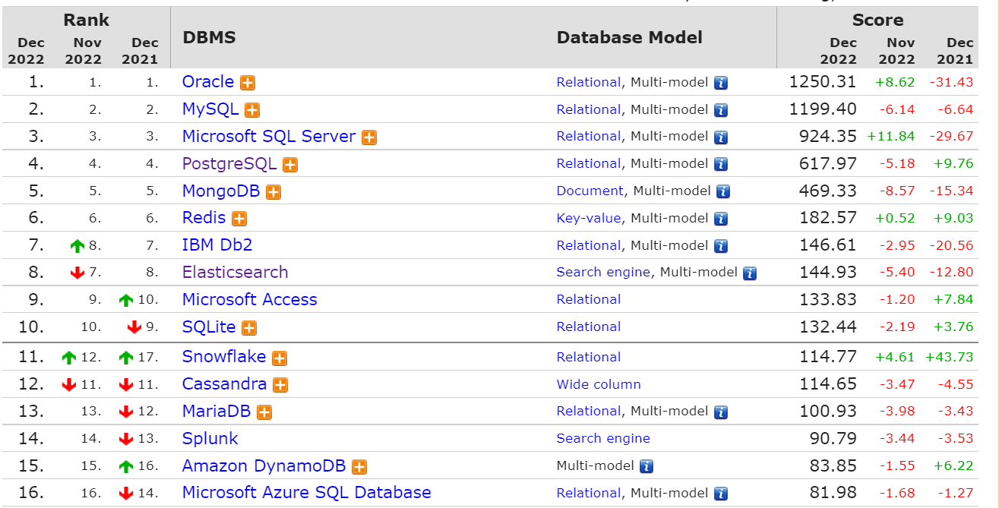 Rank Score
Dec Nov Dec DBMS Database Model Dec Nov Dec
2022 2022 2021 2022 2022 2021
1. 1. 1. Oracle Relational, Multi-model 1250.31 +8.62 -31.43
2. 2. 2. MySQL Relational, Multi-model 1199.40 -6.14 -6.64
3. 3. 3. Microsoft SQL Server Relational, Multi-model 924.35 +11.84 -29.67
4. 4. 4. PostgreSQL Relational, Multi-model 617.97 -5.18 +9.76
5. 5. 5. MongoDB Document, Multi-model 469.33 -8.57 -15.34
6. 6. 6. Redis Key-value, Multi-model 182.57 +0.52 +9.03
7. 8. 7. IBM Db2 Relational, Multi-model 146.61 -2.95 -20.56
8. 7. 8. Elasticsearch Search engine, Multi-model 144.93 -5.40 -12.80
9. 9. 10. Microsoft Access Relational 133.83 -1.20 +7.84
10. 10. 9. SQLite Relational 132.44 -2.19 +3.76
11. 12. 17. Snowflake Relational 114.77 +4.61 +43.73
12. 11. 11. Cassandra Wide column 114.65 -3.47 -4.55
13. 13. 12. MariaDB Relational, Multi-model 100.93 -3.98 -3.43
14. 14. 13. Splunk Search engine 90.79 -3.44 -3.53
15. 15. 16. Amazon DynamoDB Multi-model 83.85 -1.55 +6.22
16. 16. 14. Microsoft Azure SQL Database Relational, Multi-model 81.98 -1.68 -1.27